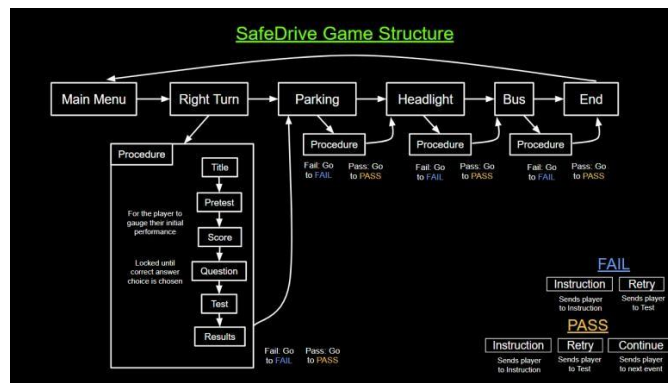 SafeDrive Game Structure
Main Menu
Right Turn
Parking
Headlight
Bus
End
Procedure
Title
For the player to
gauge their initial
performance
Pretest
Score
Locked until
correct answer
choice is chosen
Question
Test
Results
Fail: Go
to FAIL
Pass: Go
to PASS
Procedure
Fail: Go
to FAIL
Pass: Go
to PASS
Procedure
Fail: Go
to FAIL
Pass: Go
to PASS
Procedure
Fail: Go
to FAIL
Pass: Go
to PASS
FAIL
Instruction
Retry
Sends player
to Instruction
Sends player
to Test
PASS
Instruction
Retry
Continue
Sends player
to Instruction
Sends player
to Test
Sends player
to next event